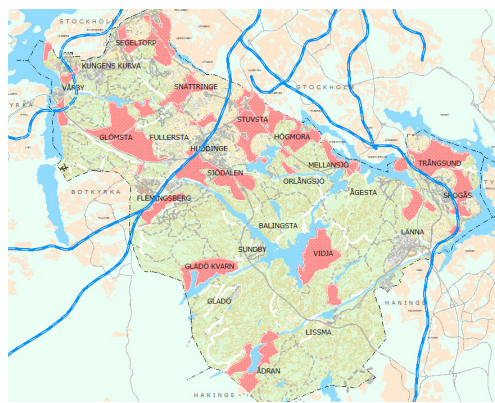 STOCKHOLM
SEGELTORP
KUNGENS KURVA
VÅRBY
SNÄTTRINGE
STOCKHOLM
STUVSTA
GLÖMSTA
FULLERSTA
HÖGMORA
HUDDINGE
MELLANSJÖ
TRÅNGSUND
SJÖDALEN
ORLÅNGSJÖ
BOTKYRKA
ÅGESTA
FLEMINGSBERG
SKOGÅS
BALINGSTA
LÄNNA
SUNDBY
VIDJA
GLADÖ KVARN
GLADÖ
HANINGE
LISSMA
ÅDRAN
HANINGE